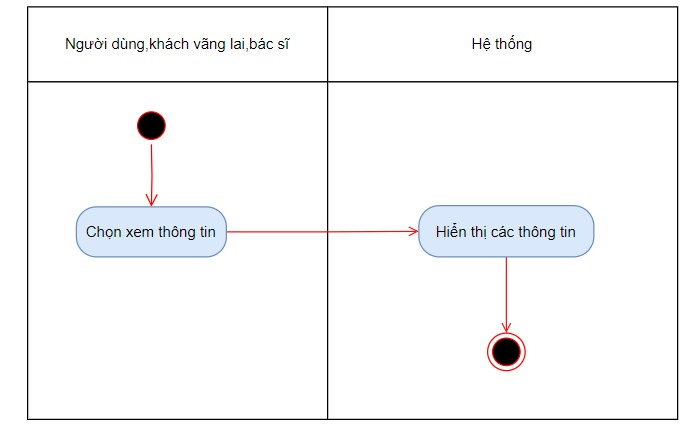 Người dùng,khách vãng lai,bác sĩ
Hệ thống
Chọn xem thông tin
Hiển thị các thông tin